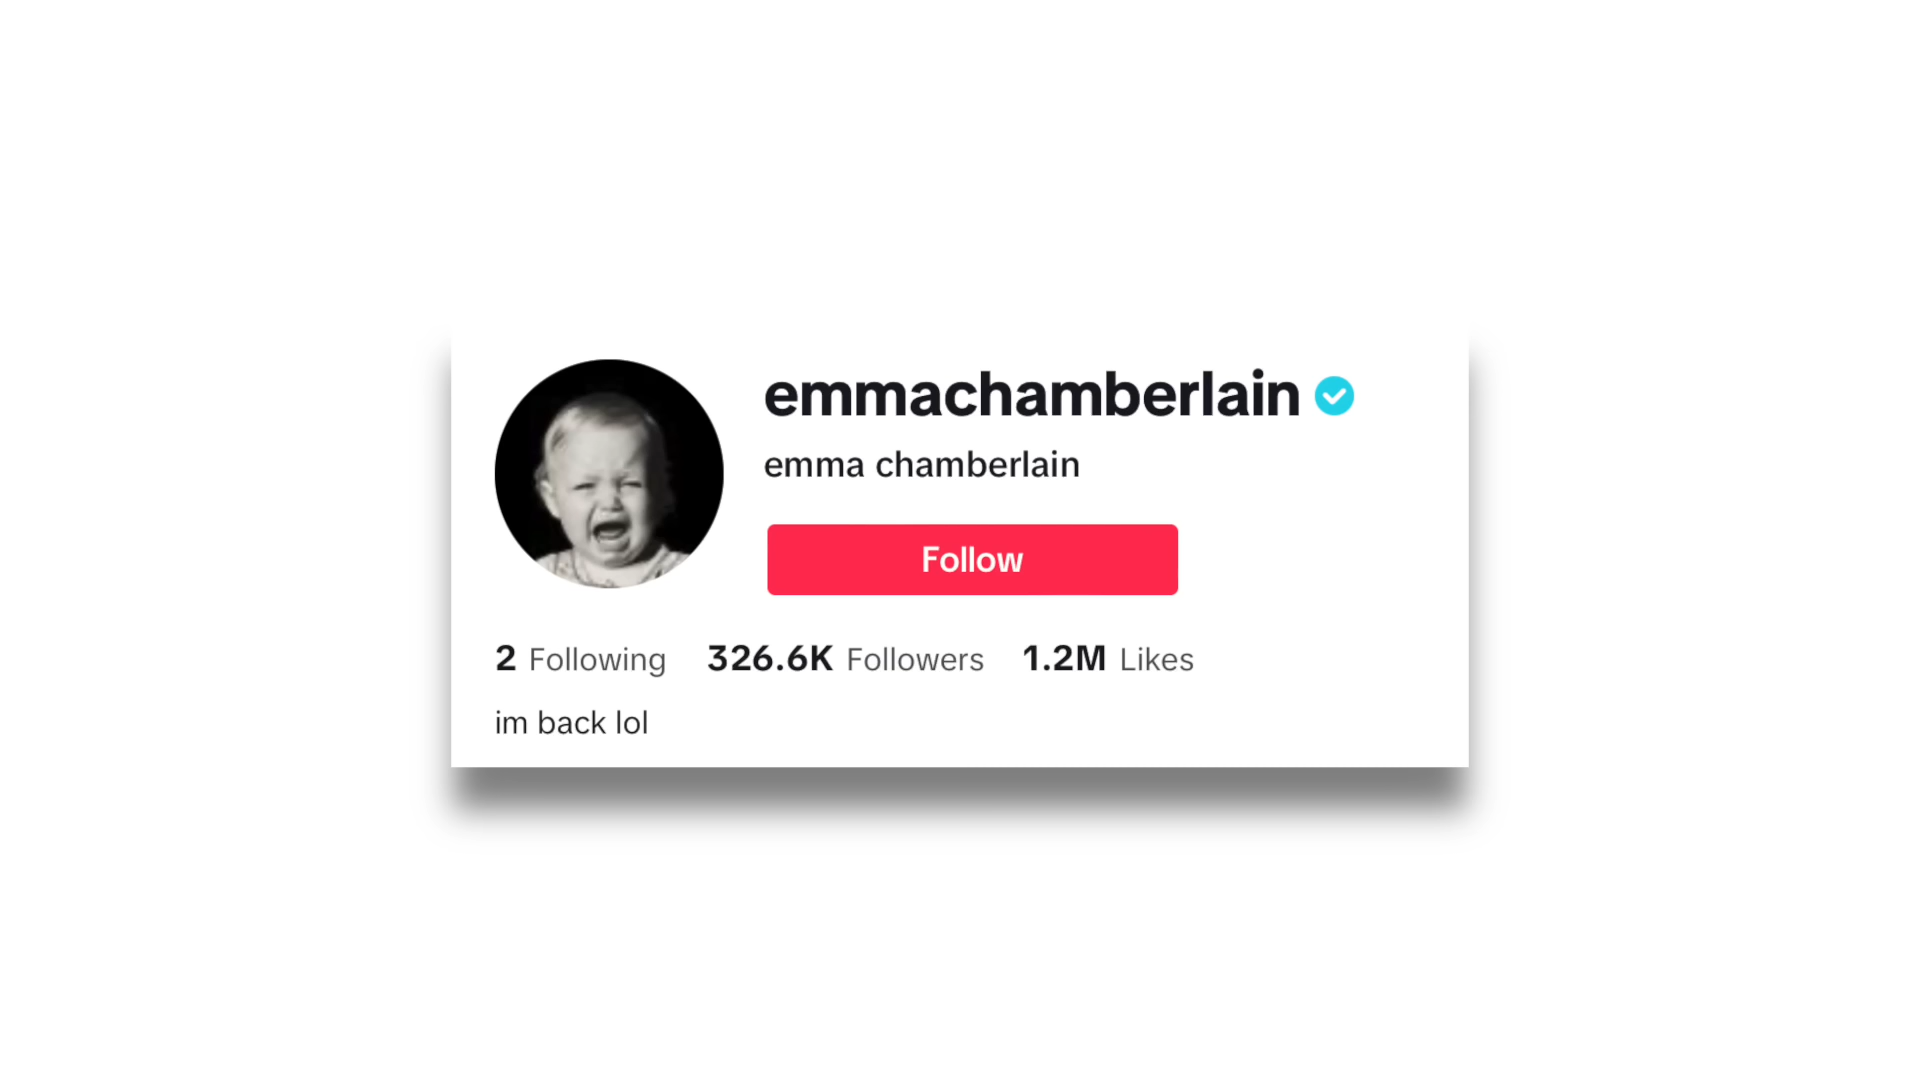 emmachamberlain
emma chamberlain
Follow
2 Following 326.6K Followers 1.2M Likes
im back lol